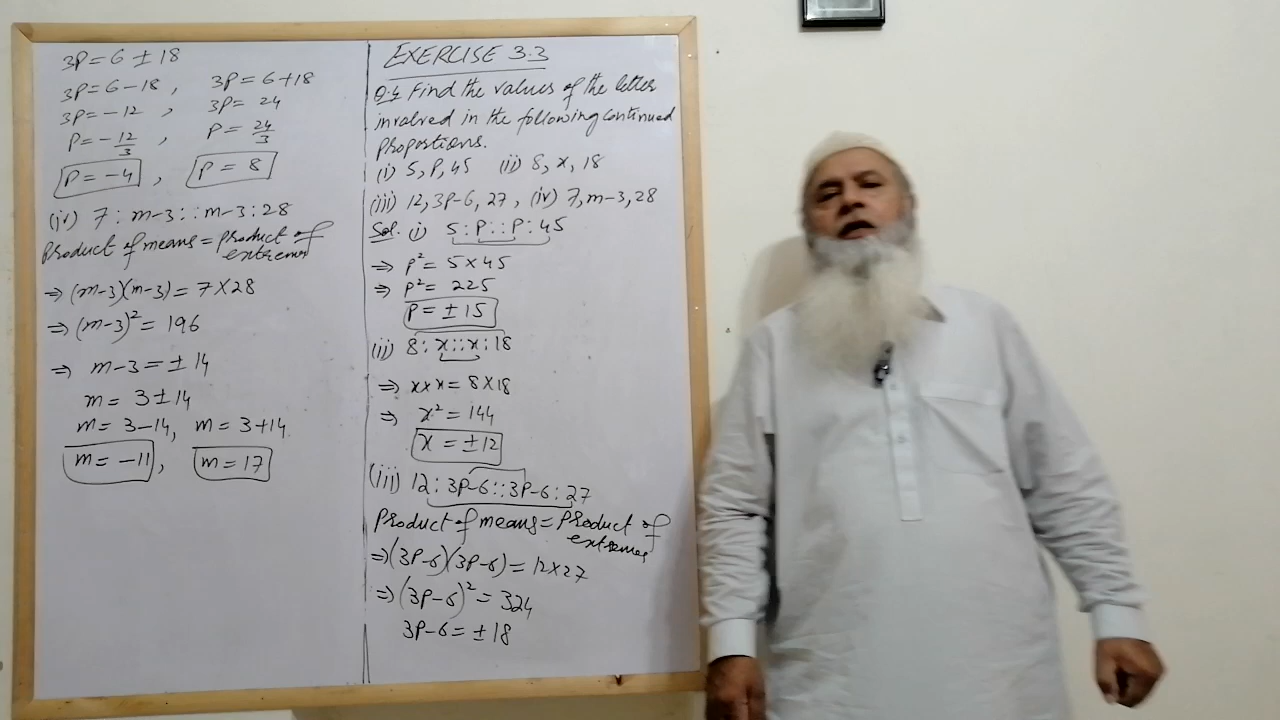 EXERCISE 3.3
Q.4 Find the values of the letter
involved in the following continued
proportions.
(i) 5, P, 45 (ii) 8, x, 18
(iii) 12, 3P-6, 27, (iv) 7, m-3, 28
Sol. (i) 5 : P :: P : 45
⇒ P² = 5 × 45
⇒ P² = 225
P = ± 15
(ii) 8 : x :: x : 18
⇒ x × x = 8 × 18
⇒ x² = 144
x = ± 12
(iii) 12 : 3P-6 :: 3P-6 : 27
Product of means = Product of
extremes
⇒ (3P-6)(3P-6) = 12 × 27
⇒ (3P-6)² = 324
3P-6 = ± 18
3P = 6 ± 18
3P = 6-18, 3P = 6+18
3P = -12, 3P = 24
P = -12/3, P = 24/3
P = -4, P = 8
(iv) 7 : m-3 :: m-3 : 28
Product of means = Product of
extremes
⇒ (m-3)(m-3) = 7 × 28
⇒ (m-3)² = 196
⇒ m-3 = ± 14
m = 3 ± 14
m = 3-14, m = 3+14
m = -11, m = 17